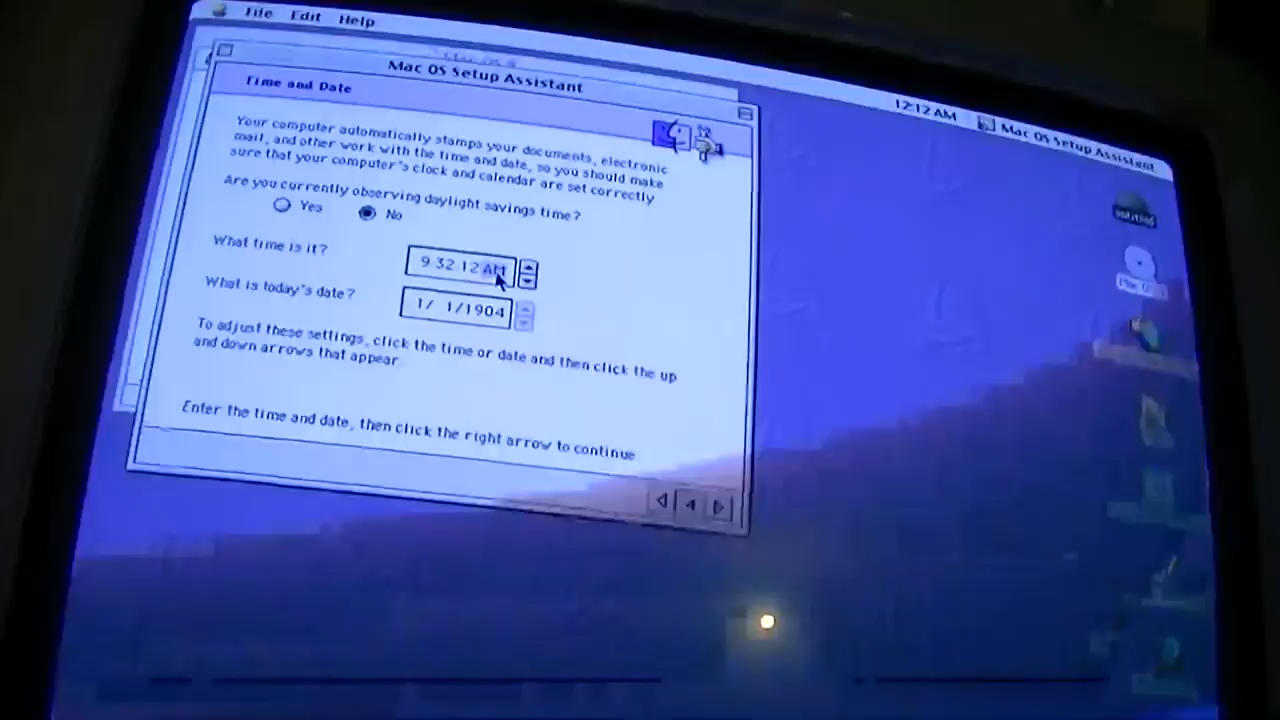 File Edit Help
12:12 AM Mac OS Setup Assistant
Mac OS Setup Assistant
Time and Date
Your computer automatically stamps your documents, electronic
mail, and other work with the time and date, so you should make
sure that your computer's clock and calendar are set correctly
Are you currently observing daylight savings time?
Yes No
What time is it? 9 32 12 AM
What is today's date? 1/ 1/1904
To adjust these settings, click the time or date and then click the up
and down arrows that appear
Enter the time and date, then click the right arrow to continue
untitled